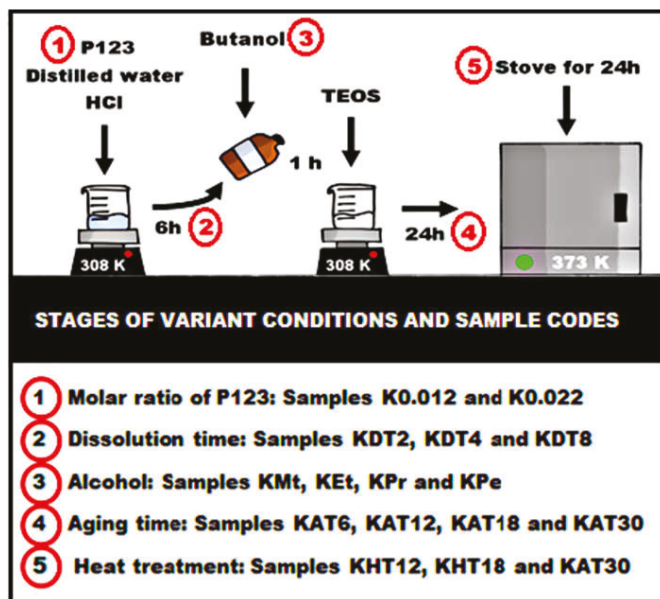 1 P123
Distilled water
HCl
Butanol 3
1 h
6h 2
308 K
TEOS
308 K
24h 4
5 Stove for 24h
373 K
STAGES OF VARIANT CONDITIONS AND SAMPLE CODES
1 Molar ratio of P123: Samples K0.012 and K0.022
2 Dissolution time: Samples KDT2, KDT4 and KDT8
3 Alcohol: Samples KMt, KEt, KPr and KPe
4 Aging time: Samples KAT6, KAT12, KAT18 and KAT30
5 Heat treatment: Samples KHT12, KHT18 and KAT30